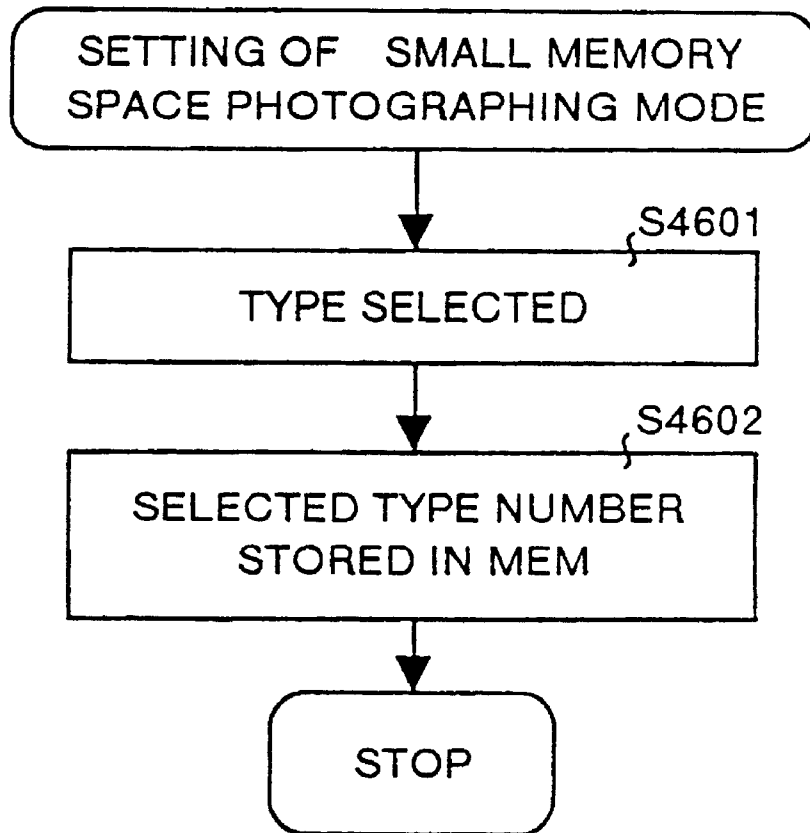 SETTING OF SMALL MEMORY
SPACE PHOTOGRAPHING MODE
S4601
TYPE SELECTED
S4602
SELECTED TYPE NUMBER
STORED IN MEM
STOP